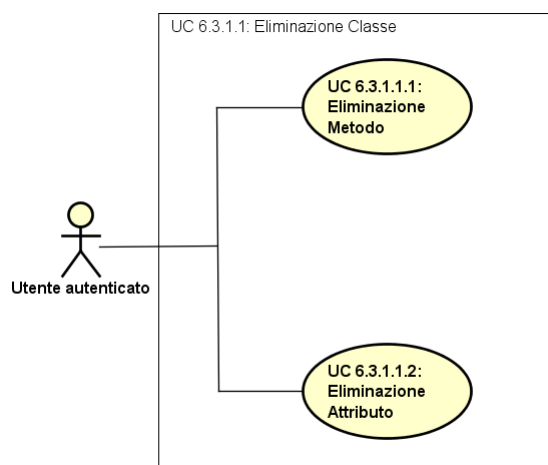 UC 6.3.1.1: Eliminazione Classe
UC 6.3.1.1.1:
Eliminazione
Metodo
Utente autenticato
UC 6.3.1.1.2:
Eliminazione
Attributo